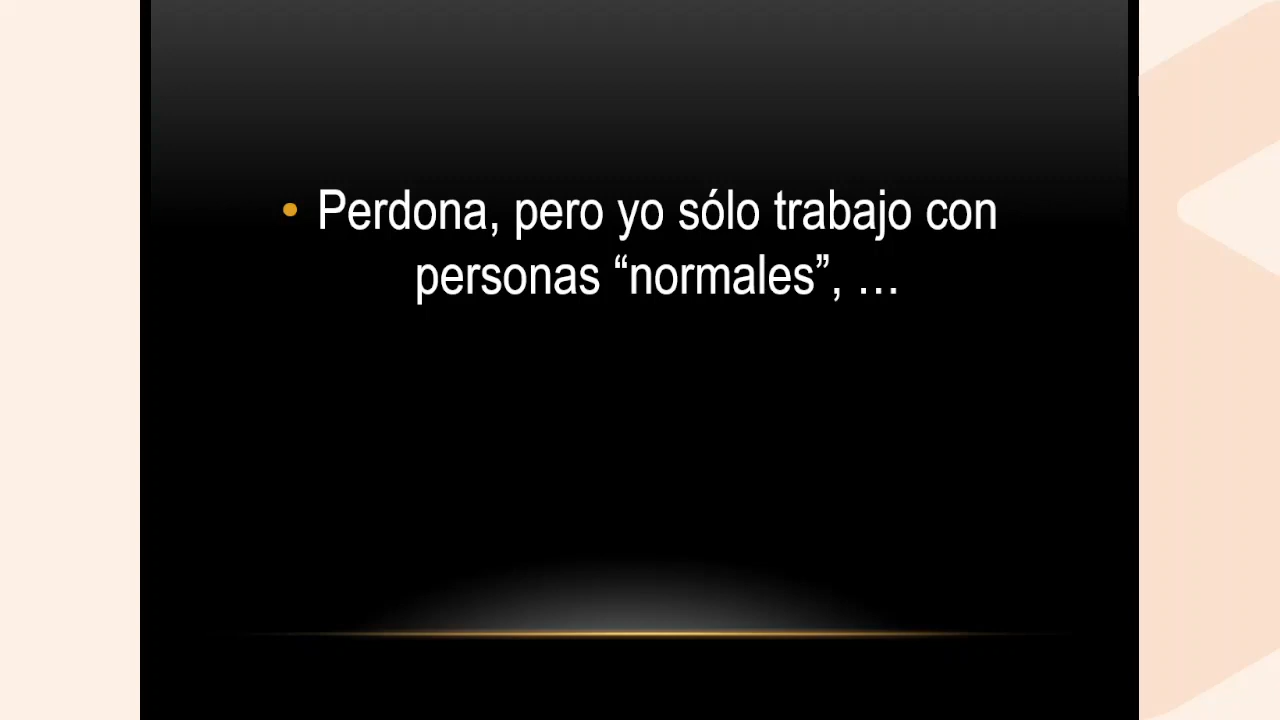 • Perdona, pero yo sólo trabajo con
personas “normales”, …